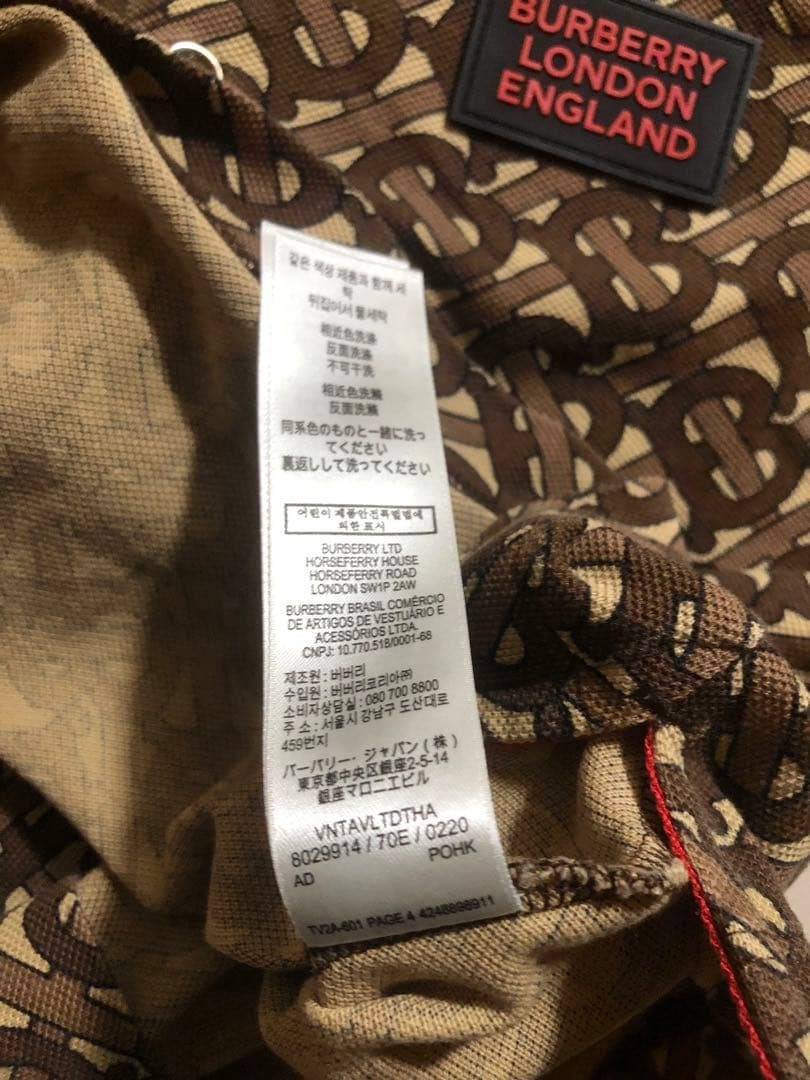 BURBERRY
LONDON
ENGLAND
같은 색상 제품과 함께 세
탁
뒤집어서 물세탁
相近色洗涤
反面洗涤
不可干洗
相近色洗滌
反面洗滌
同系色のものと一緒に洗っ
てください
裏返しして洗ってください
어린이 제품안전특별법에
의한 표시
BURBERRY LTD
HORSEFERRY HOUSE
HORSEFERRY ROAD
LONDON SW1P 2AW
BURBERRY BRASIL COMÉRCIO
DE ARTIGOS DE VESTUÁRIO E
ACESSÓRIOS LTDA.
CNPJ: 10.770.518/0001-68
제조원 : 버버리
수입원 : 버버리코리아㈜
소비자상담실 : 080 700 8800
주 소 : 서울시 강남구 도산대로
459번지
バーバリー・ジャパン ( 株 )
東京都中央区銀座2-5-14
銀座マロニエビル
VNTAVLTDTHA
8029914 / 70E / 0220
AD POHK
TV2A-601 PAGE 4 4248898911